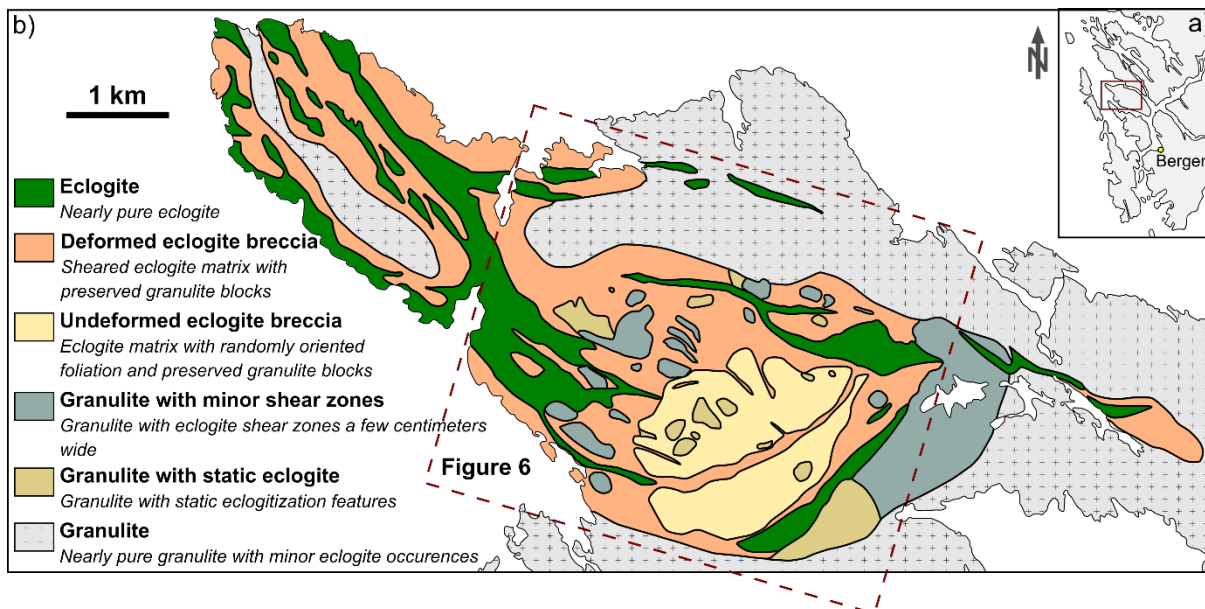 b)
a)
N
1 km
Bergen
Eclogite
Nearly pure eclogite
Deformed eclogite breccia
Sheared eclogite matrix with
preserved granulite blocks
Undeformed eclogite breccia
Eclogite matrix with randomly oriented
foliation and preserved granulite blocks
Granulite with minor shear zones
Granulite with eclogite shear zones a few centimeters
wide
Figure 6
Granulite with static eclogite
Granulite with static eclogitization features
Granulite
Nearly pure granulite with minor eclogite occurences